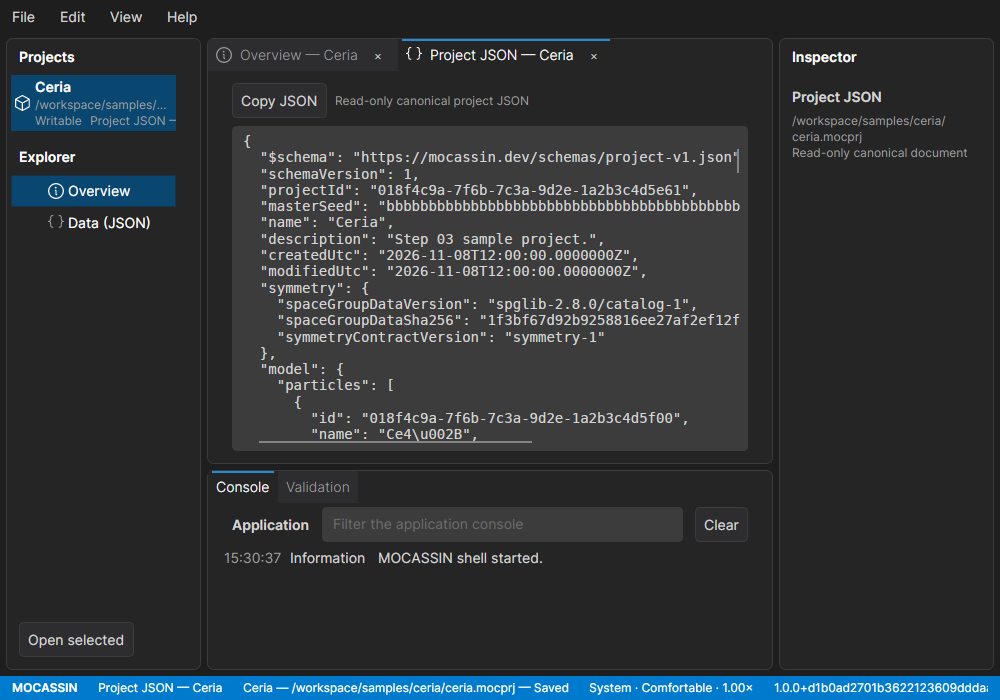 File Edit View Help
Projects
Ceria
/workspace/samples/...
Writable Project JSON —
Explorer
Overview
{ } Data (JSON)
Open selected
Overview — Ceria ×
{ } Project JSON — Ceria ×
Copy JSON Read-only canonical project JSON
{
"$schema": "https://mocassin.dev/schemas/project-v1.json"
"schemaVersion": 1,
"projectId": "018f4c9a-7f6b-7c3a-9d2e-1a2b3c4d5e61",
"masterSeed": "bbbbbbbbbbbbbbbbbbbbbbbbbbbbbbbbbbbbbbbbbb
"name": "Ceria",
"description": "Step 03 sample project.",
"createdUtc": "2026-11-08T12:00:00.0000000Z",
"modifiedUtc": "2026-11-08T12:00:00.0000000Z",
"symmetry": {
"spaceGroupDataVersion": "spglib-2.8.0/catalog-1",
"spaceGroupDataSha256": "1f3bf67d92b9258816ee27af2ef12f
"symmetryContractVersion": "symmetry-1"
},
"model": {
"particles": [
{
"id": "018f4c9a-7f6b-7c3a-9d2e-1a2b3c4d5f00",
"name": "Ce4\u002B",
Console Validation
Application Filter the application console Clear
15:30:37 Information MOCASSIN shell started.
Inspector
Project JSON
/workspace/samples/ceria/
ceria.mocprj
Read-only canonical document
MOCASSIN Project JSON — Ceria Ceria — /workspace/samples/ceria/ceria.mocprj — Saved System · Comfortable · 1.00× 1.0.0+d1b0ad2701b3622123609ddda